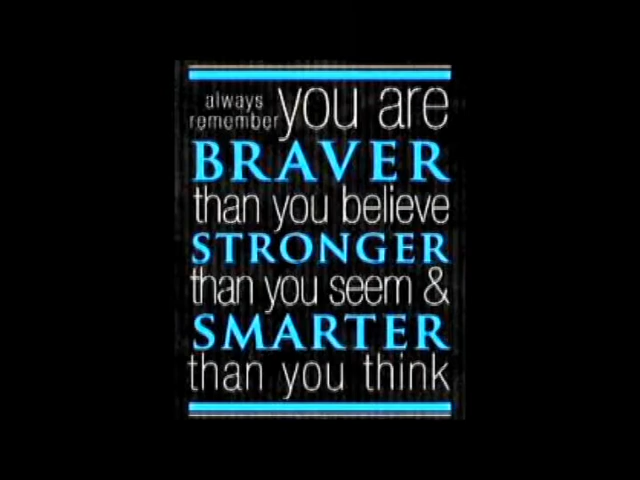 always
remember
you are
BRAVER
than you believe
STRONGER
than you seem &
SMARTER
than you think